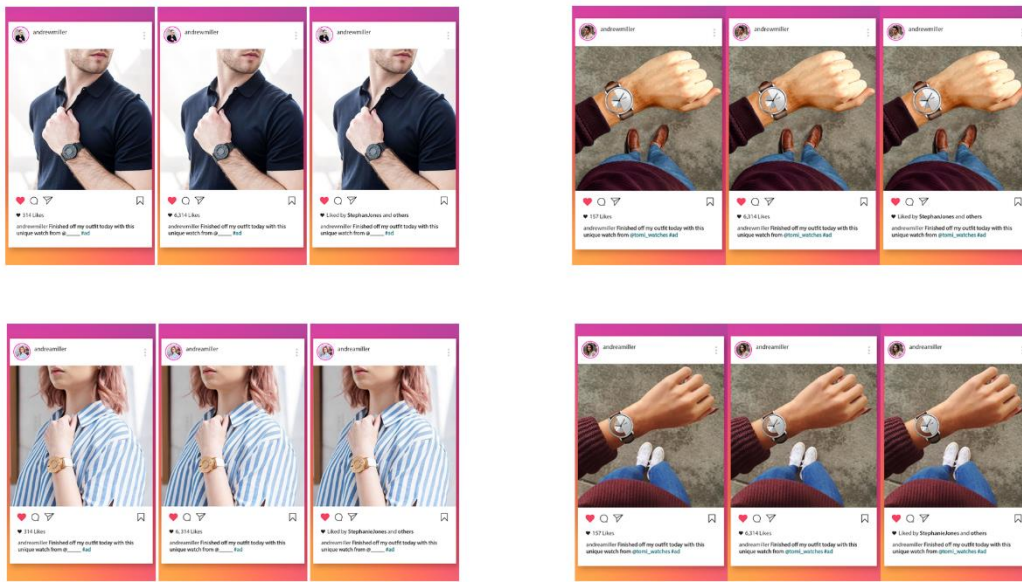 andrewmiller
314 Likes
andrewmiller Finished off my outfit today with this
unique watch from @_____ #ad
andrewmiller
6,314 Likes
andrewmiller Finished off my outfit today with this
unique watch from @_____ #ad
andrewmiller
Liked by StephanieJones and others
andrewmiller Finished off my outfit today with this
unique watch from @_____ #ad
andrewmiller
157 Likes
andrewmiller Finished off my outfit today with this
unique watch from @tomi_watches #ad
andrewmiller
6,314 Likes
andrewmiller Finished off my outfit today with this
unique watch from @tomi_watches #ad
andrewmiller
Liked by StephanieJones and others
andrewmiller Finished off my outfit today with this
unique watch from @tomi_watches #ad
andreamiller
314 Likes
andreamiller Finished off my outfit today with this
unique watch from @_____ #ad
andreamiller
6, 314 Likes
andreamiller Finished off my outfit today with this
unique watch from @_____ #ad
andreamiller
Liked by StephanieJones and others
andreamiller Finished off my outfit today with this
unique watch from @_____ #ad
andreamiller
157 Likes
andrewmiller Finished off my outfit today with this
unique watch from @tomi_watches #ad
andreamiller
6,314 Likes
andrewmiller Finished off my outfit today with this
unique watch from @tomi_watches #ad
andreamiller
Liked by StephanieJones and others
andrewmiller Finished off my outfit today with this
unique watch from @tomi_watches #ad